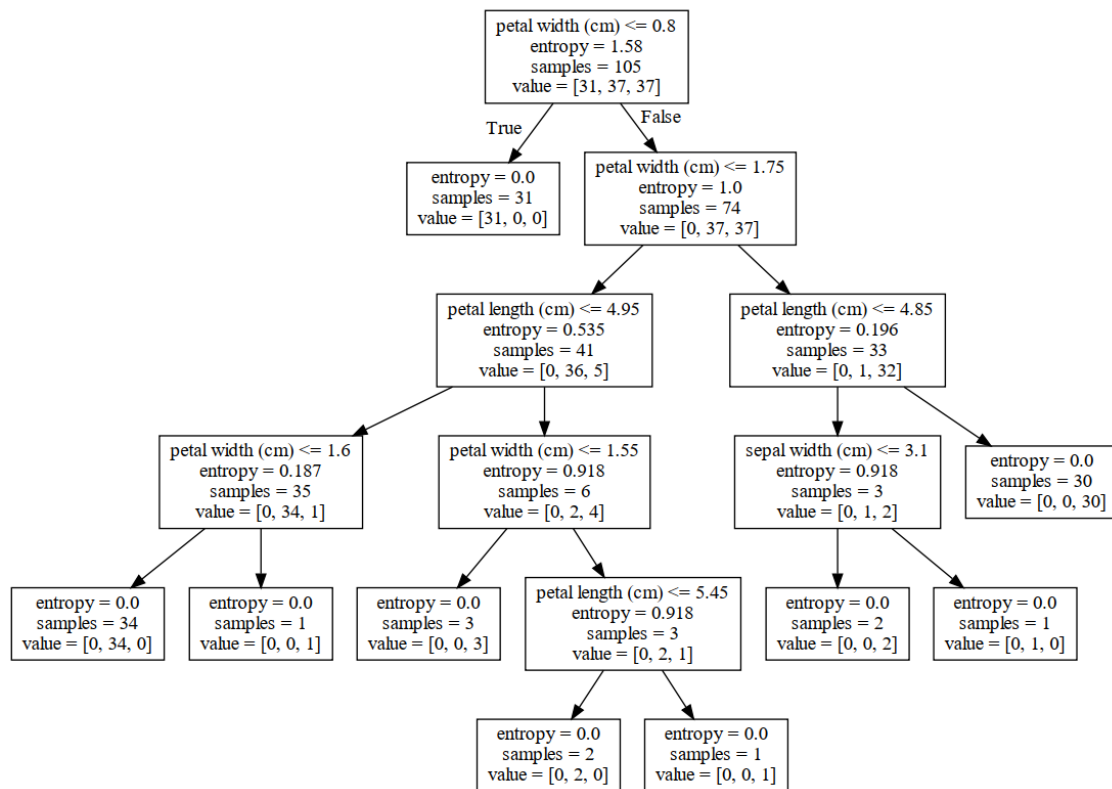 petal width (cm) <= 0.8
entropy = 1.58
samples = 105
value = [31, 37, 37]
True
False
entropy = 0.0
samples = 31
value = [31, 0, 0]
petal width (cm) <= 1.75
entropy = 1.0
samples = 74
value = [0, 37, 37]
petal length (cm) <= 4.95
entropy = 0.535
samples = 41
value = [0, 36, 5]
petal length (cm) <= 4.85
entropy = 0.196
samples = 33
value = [0, 1, 32]
petal width (cm) <= 1.6
entropy = 0.187
samples = 35
value = [0, 34, 1]
petal width (cm) <= 1.55
entropy = 0.918
samples = 6
value = [0, 2, 4]
sepal width (cm) <= 3.1
entropy = 0.918
samples = 3
value = [0, 1, 2]
entropy = 0.0
samples = 30
value = [0, 0, 30]
entropy = 0.0
samples = 34
value = [0, 34, 0]
entropy = 0.0
samples = 1
value = [0, 0, 1]
entropy = 0.0
samples = 3
value = [0, 0, 3]
petal length (cm) <= 5.45
entropy = 0.918
samples = 3
value = [0, 2, 1]
entropy = 0.0
samples = 2
value = [0, 0, 2]
entropy = 0.0
samples = 1
value = [0, 1, 0]
entropy = 0.0
samples = 2
value = [0, 2, 0]
entropy = 0.0
samples = 1
value = [0, 0, 1]